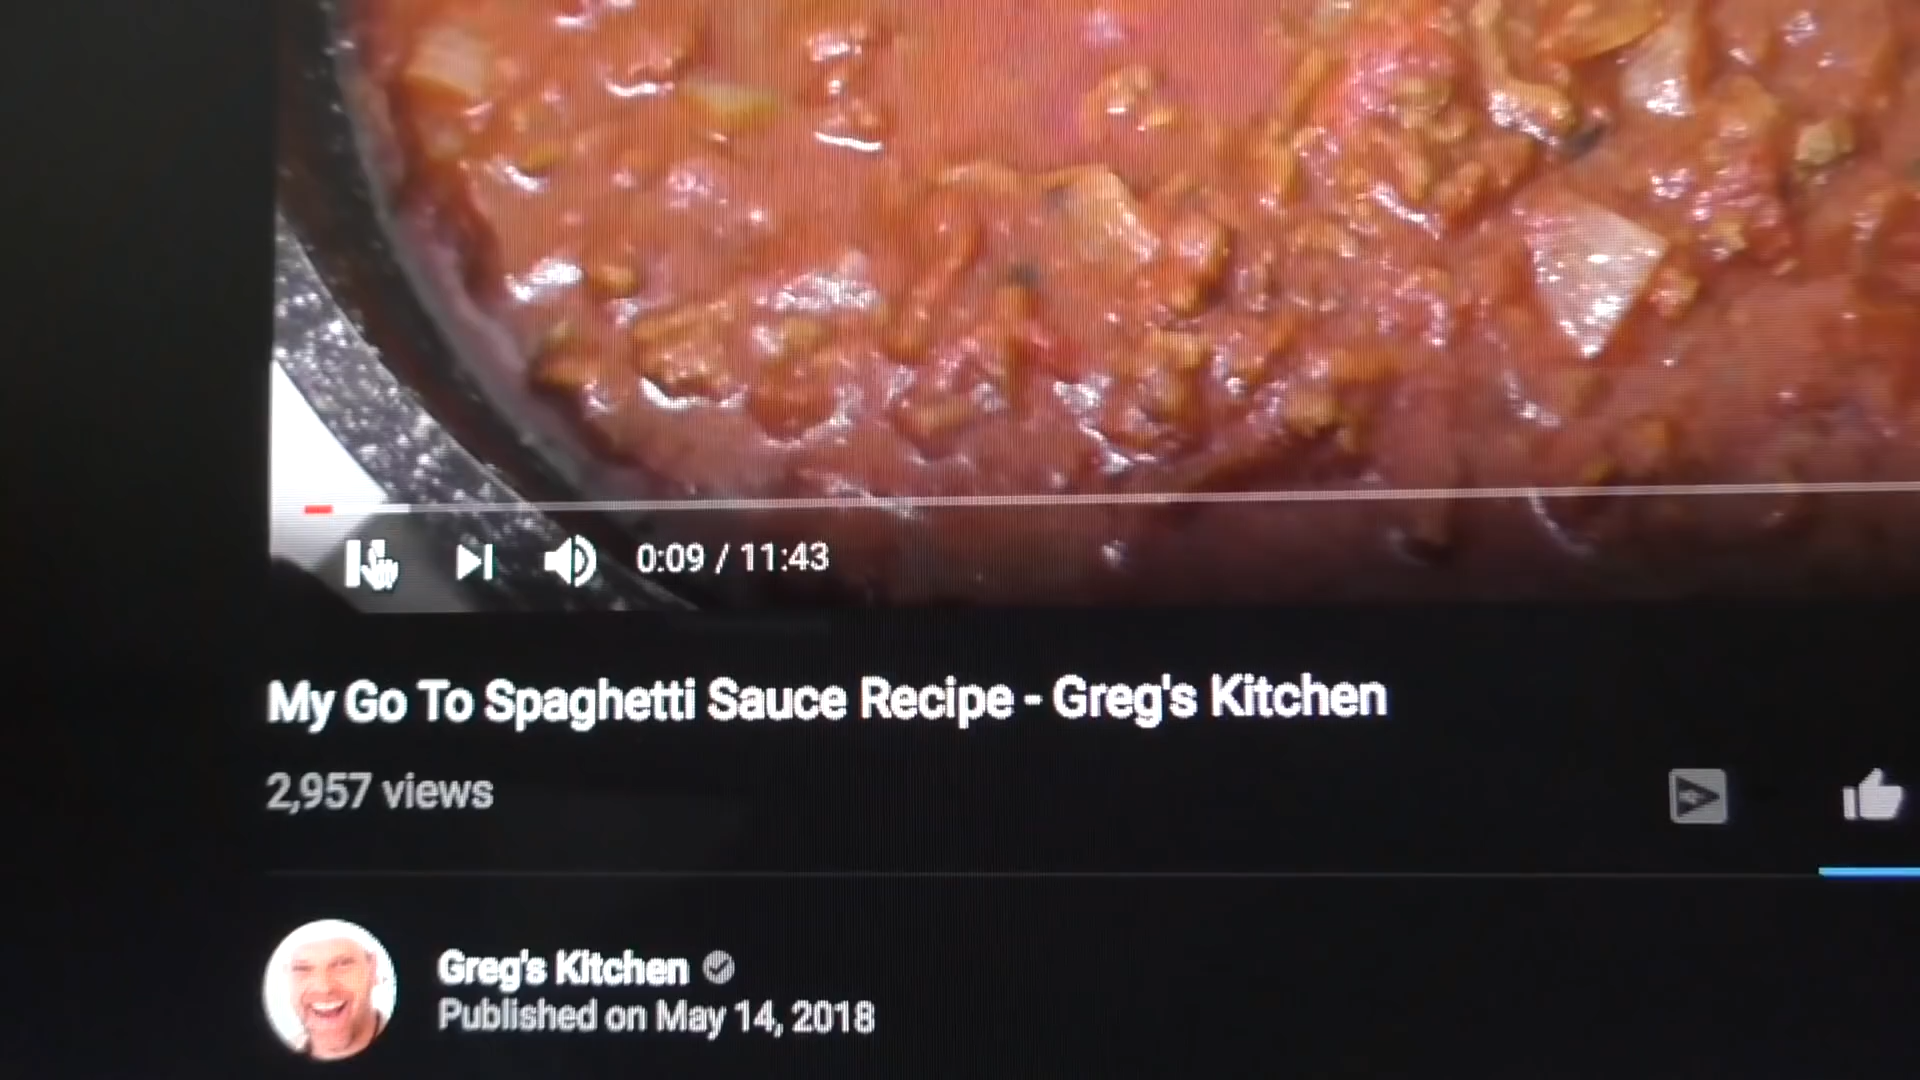 0:09 / 11:43
My Go To Spaghetti Sauce Recipe - Greg's Kitchen
2,957 views
Greg's Kitchen
Published on May 14, 2018